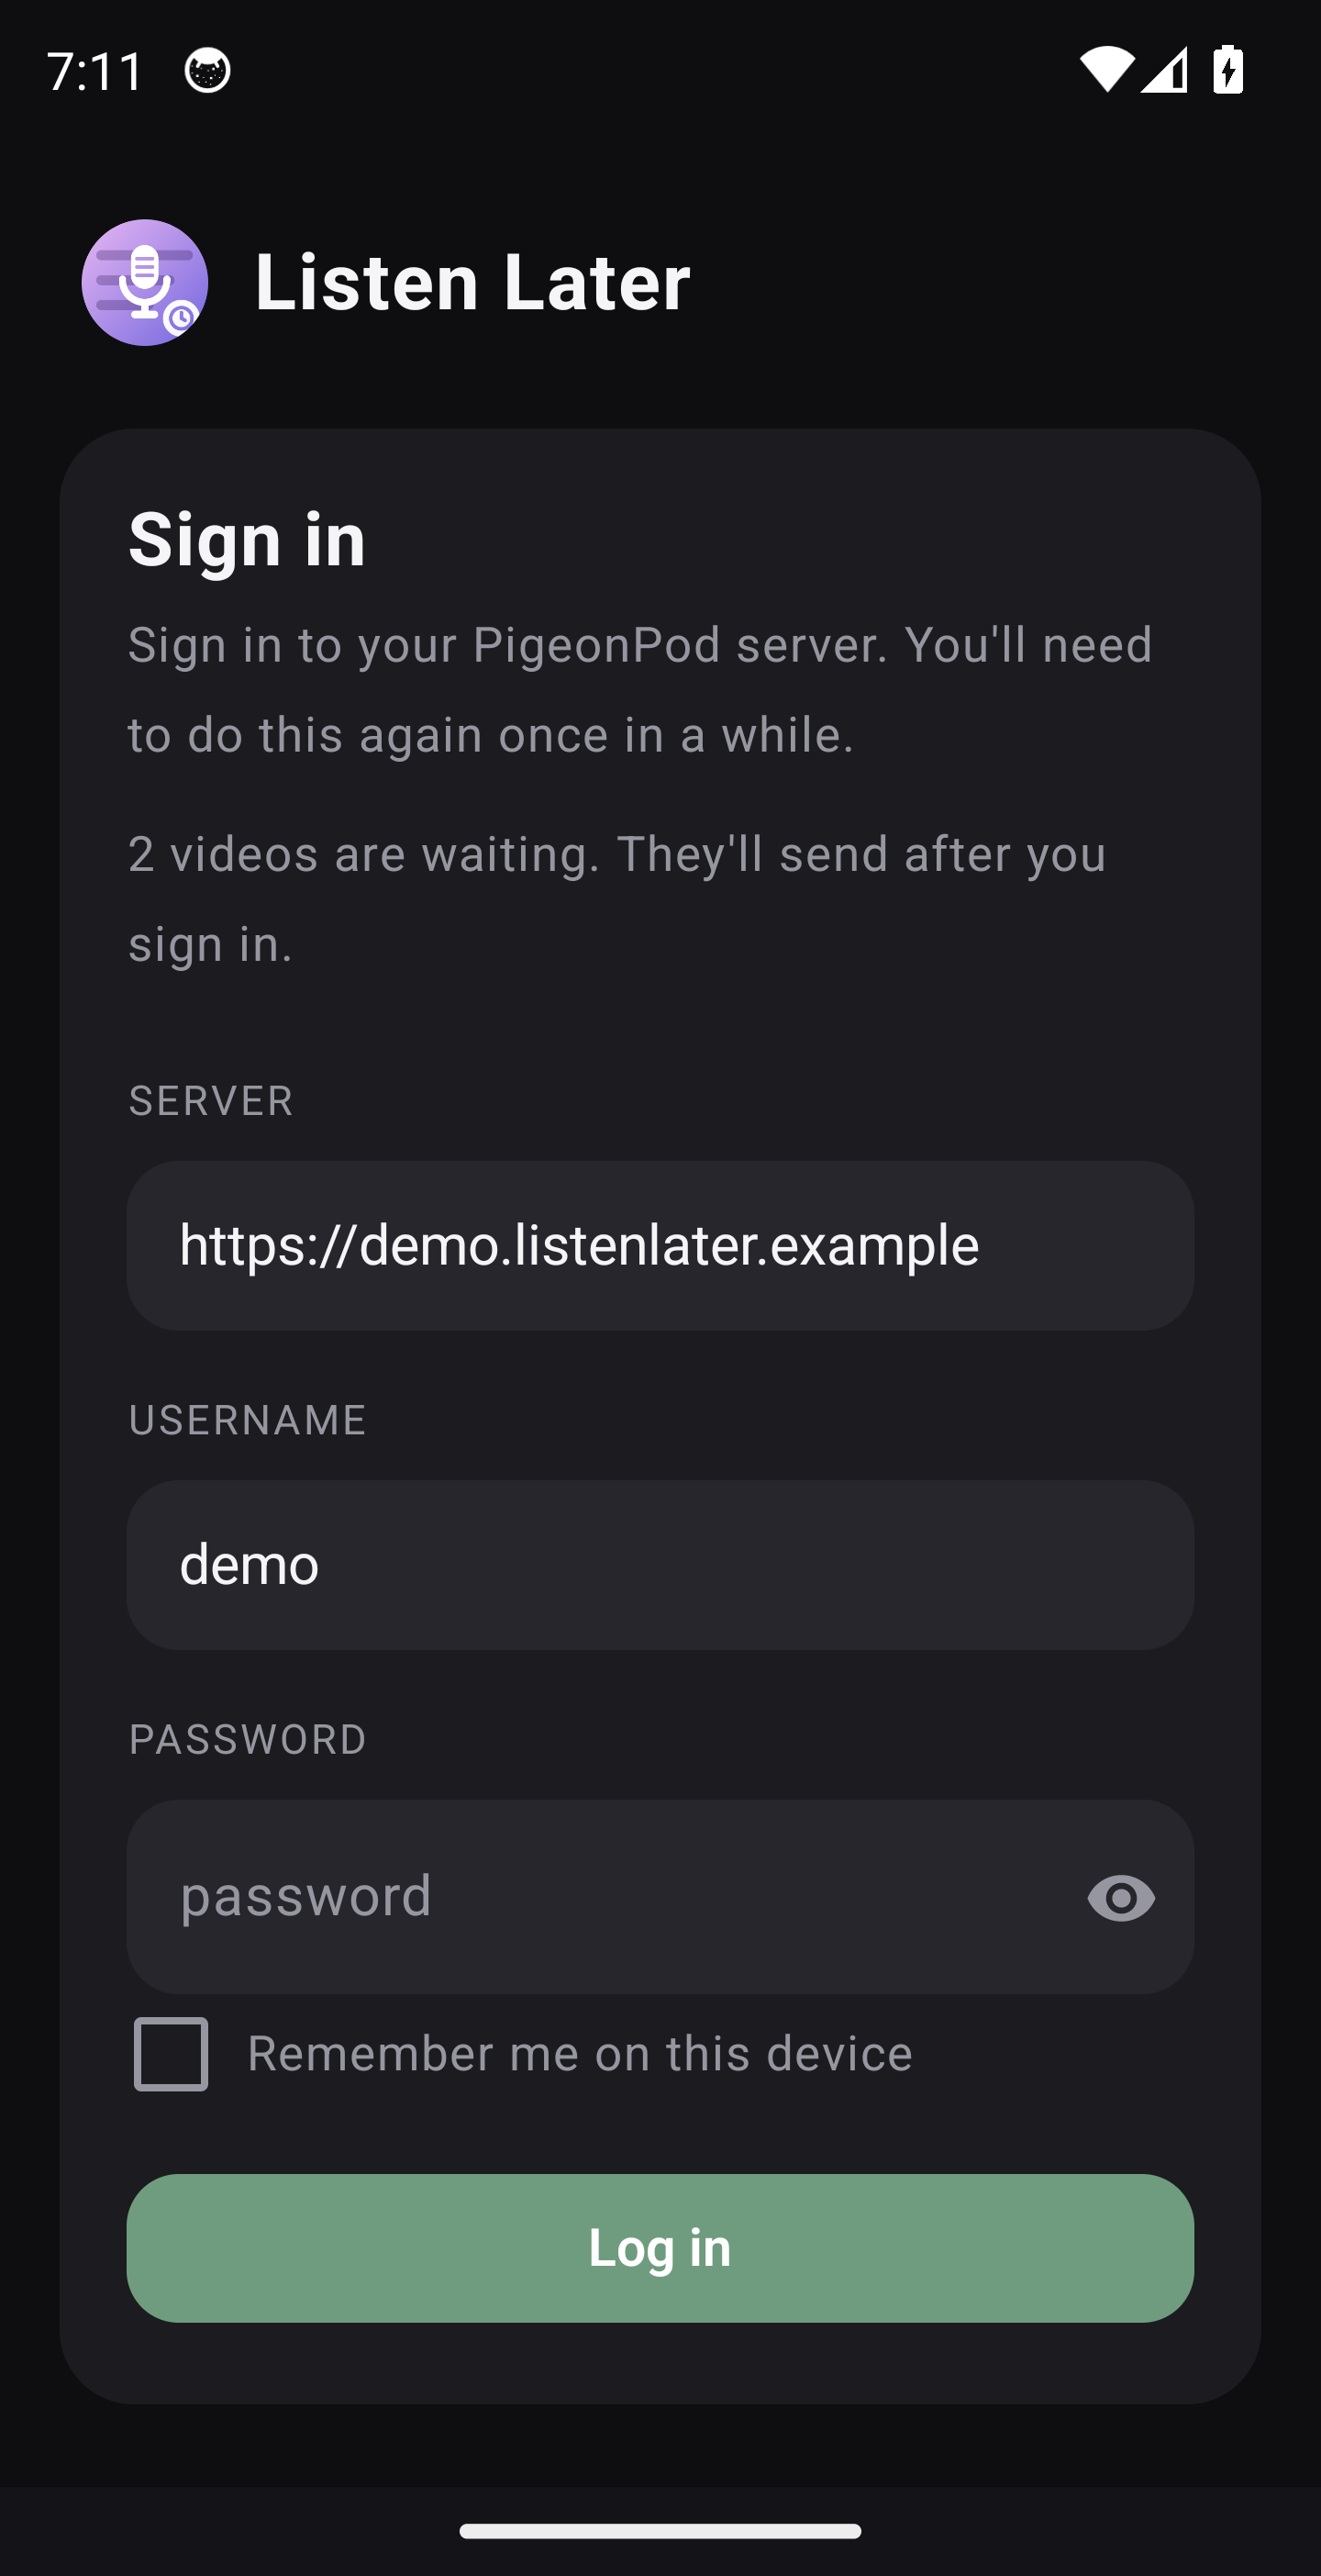 7:11
Listen Later
Sign in
Sign in to your PigeonPod server. You'll need
to do this again once in a while.
2 videos are waiting. They'll send after you
sign in.
SERVER
https://demo.listenlater.example
USERNAME
demo
PASSWORD
password
Remember me on this device
Log in